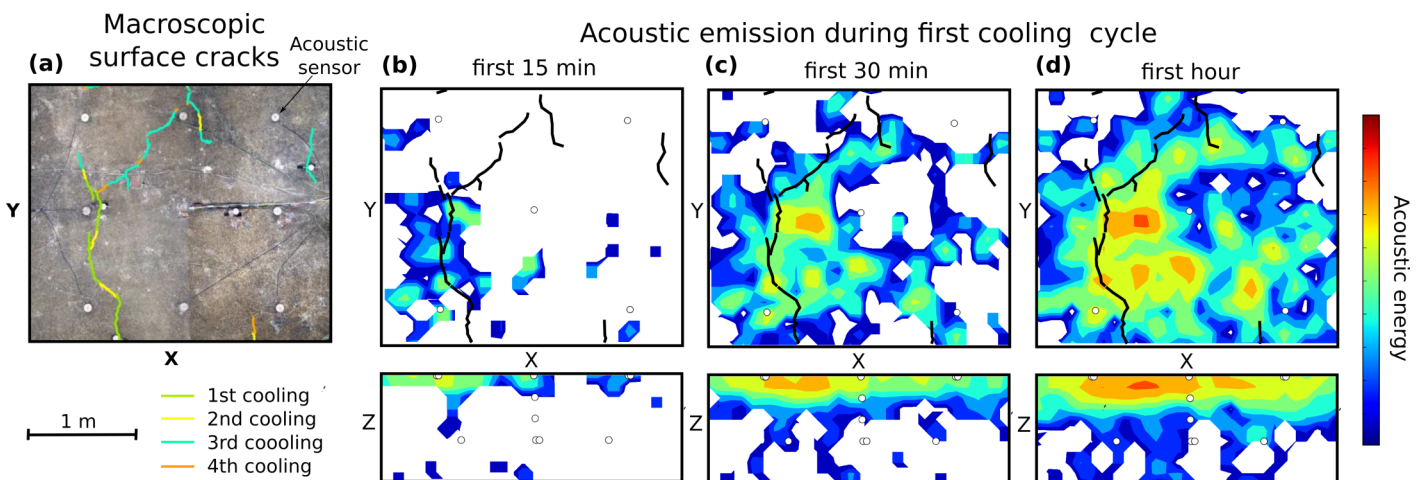 Macroscopic
surface cracks
Acoustic emission during first cooling cycle
(a)
Acoustic
sensor
(b)
first 15 min
(c)
first 30 min
(d)
first hour
Y
Y
Y
Y
X
X
X
X
Z
Z
Z
Acoustic energy
1 m
1st cooling
2nd cooling
3rd coooling
4th cooling